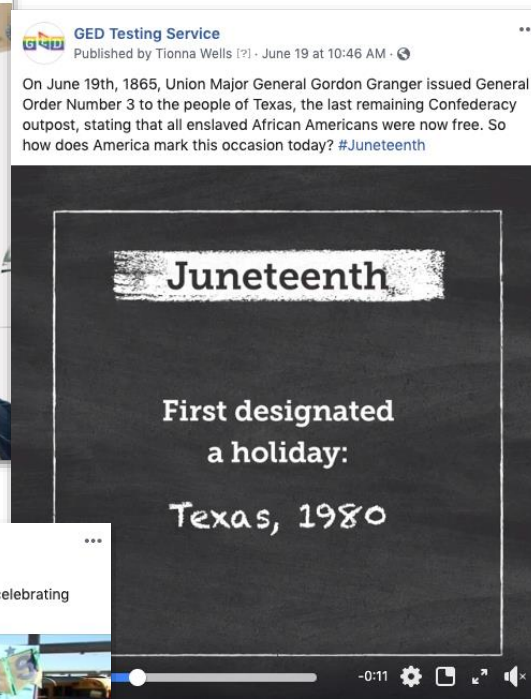 GED
GED Testing Service
Published by Tionna Wells [?] · June 19 at 10:46 AM ·
On June 19th, 1865, Union Major General Gordon Granger issued General
Order Number 3 to the people of Texas, the last remaining Confederacy
outpost, stating that all enslaved African Americans were now free. So
how does America mark this occasion today? #Juneteenth
Juneteenth
First designated
a holiday:
Texas, 1980
elebrating
-0:11